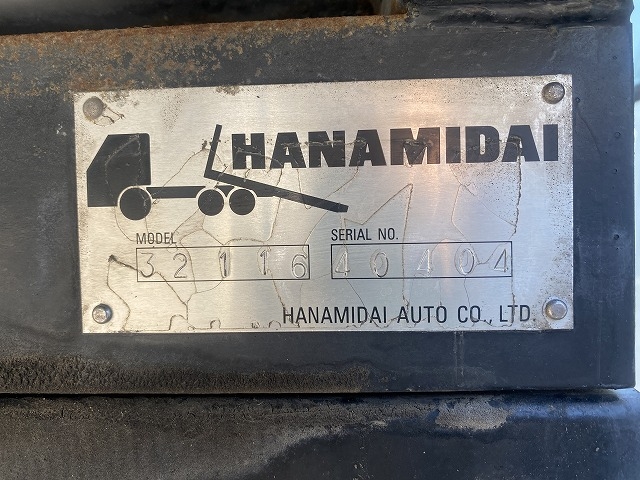 HANAMIDAI
MODEL SERIAL NO.
32116 40404
HANAMIDAI AUTO CO., LTD.